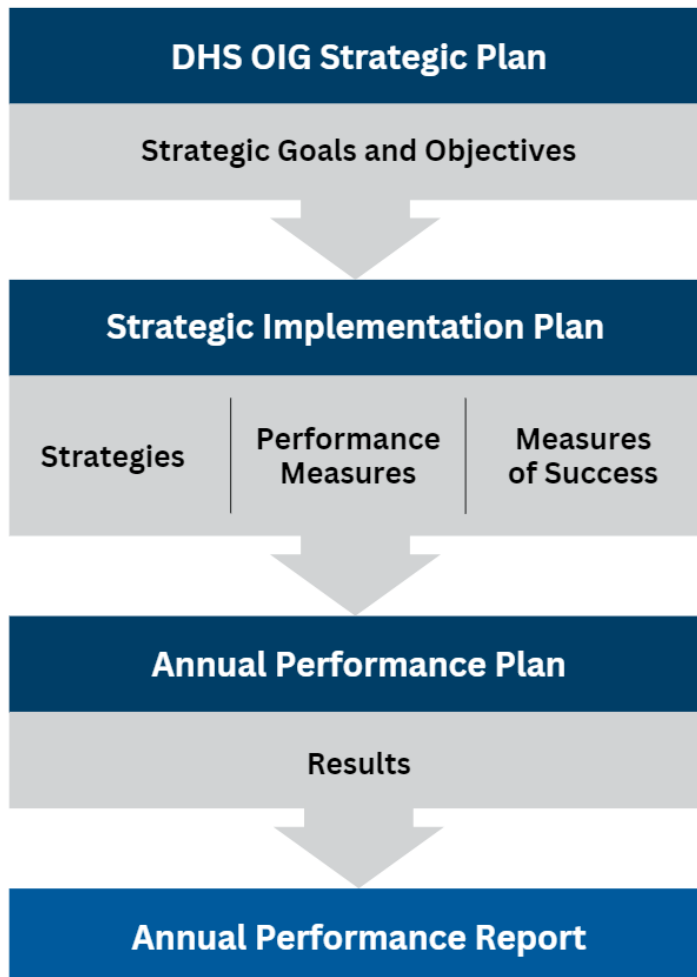 DHS OIG Strategic Plan
Strategic Goals and Objectives
Strategic Implementation Plan
Strategies
Performance
Measures
Measures
of Success
Annual Performance Plan
Results
Annual Performance Report